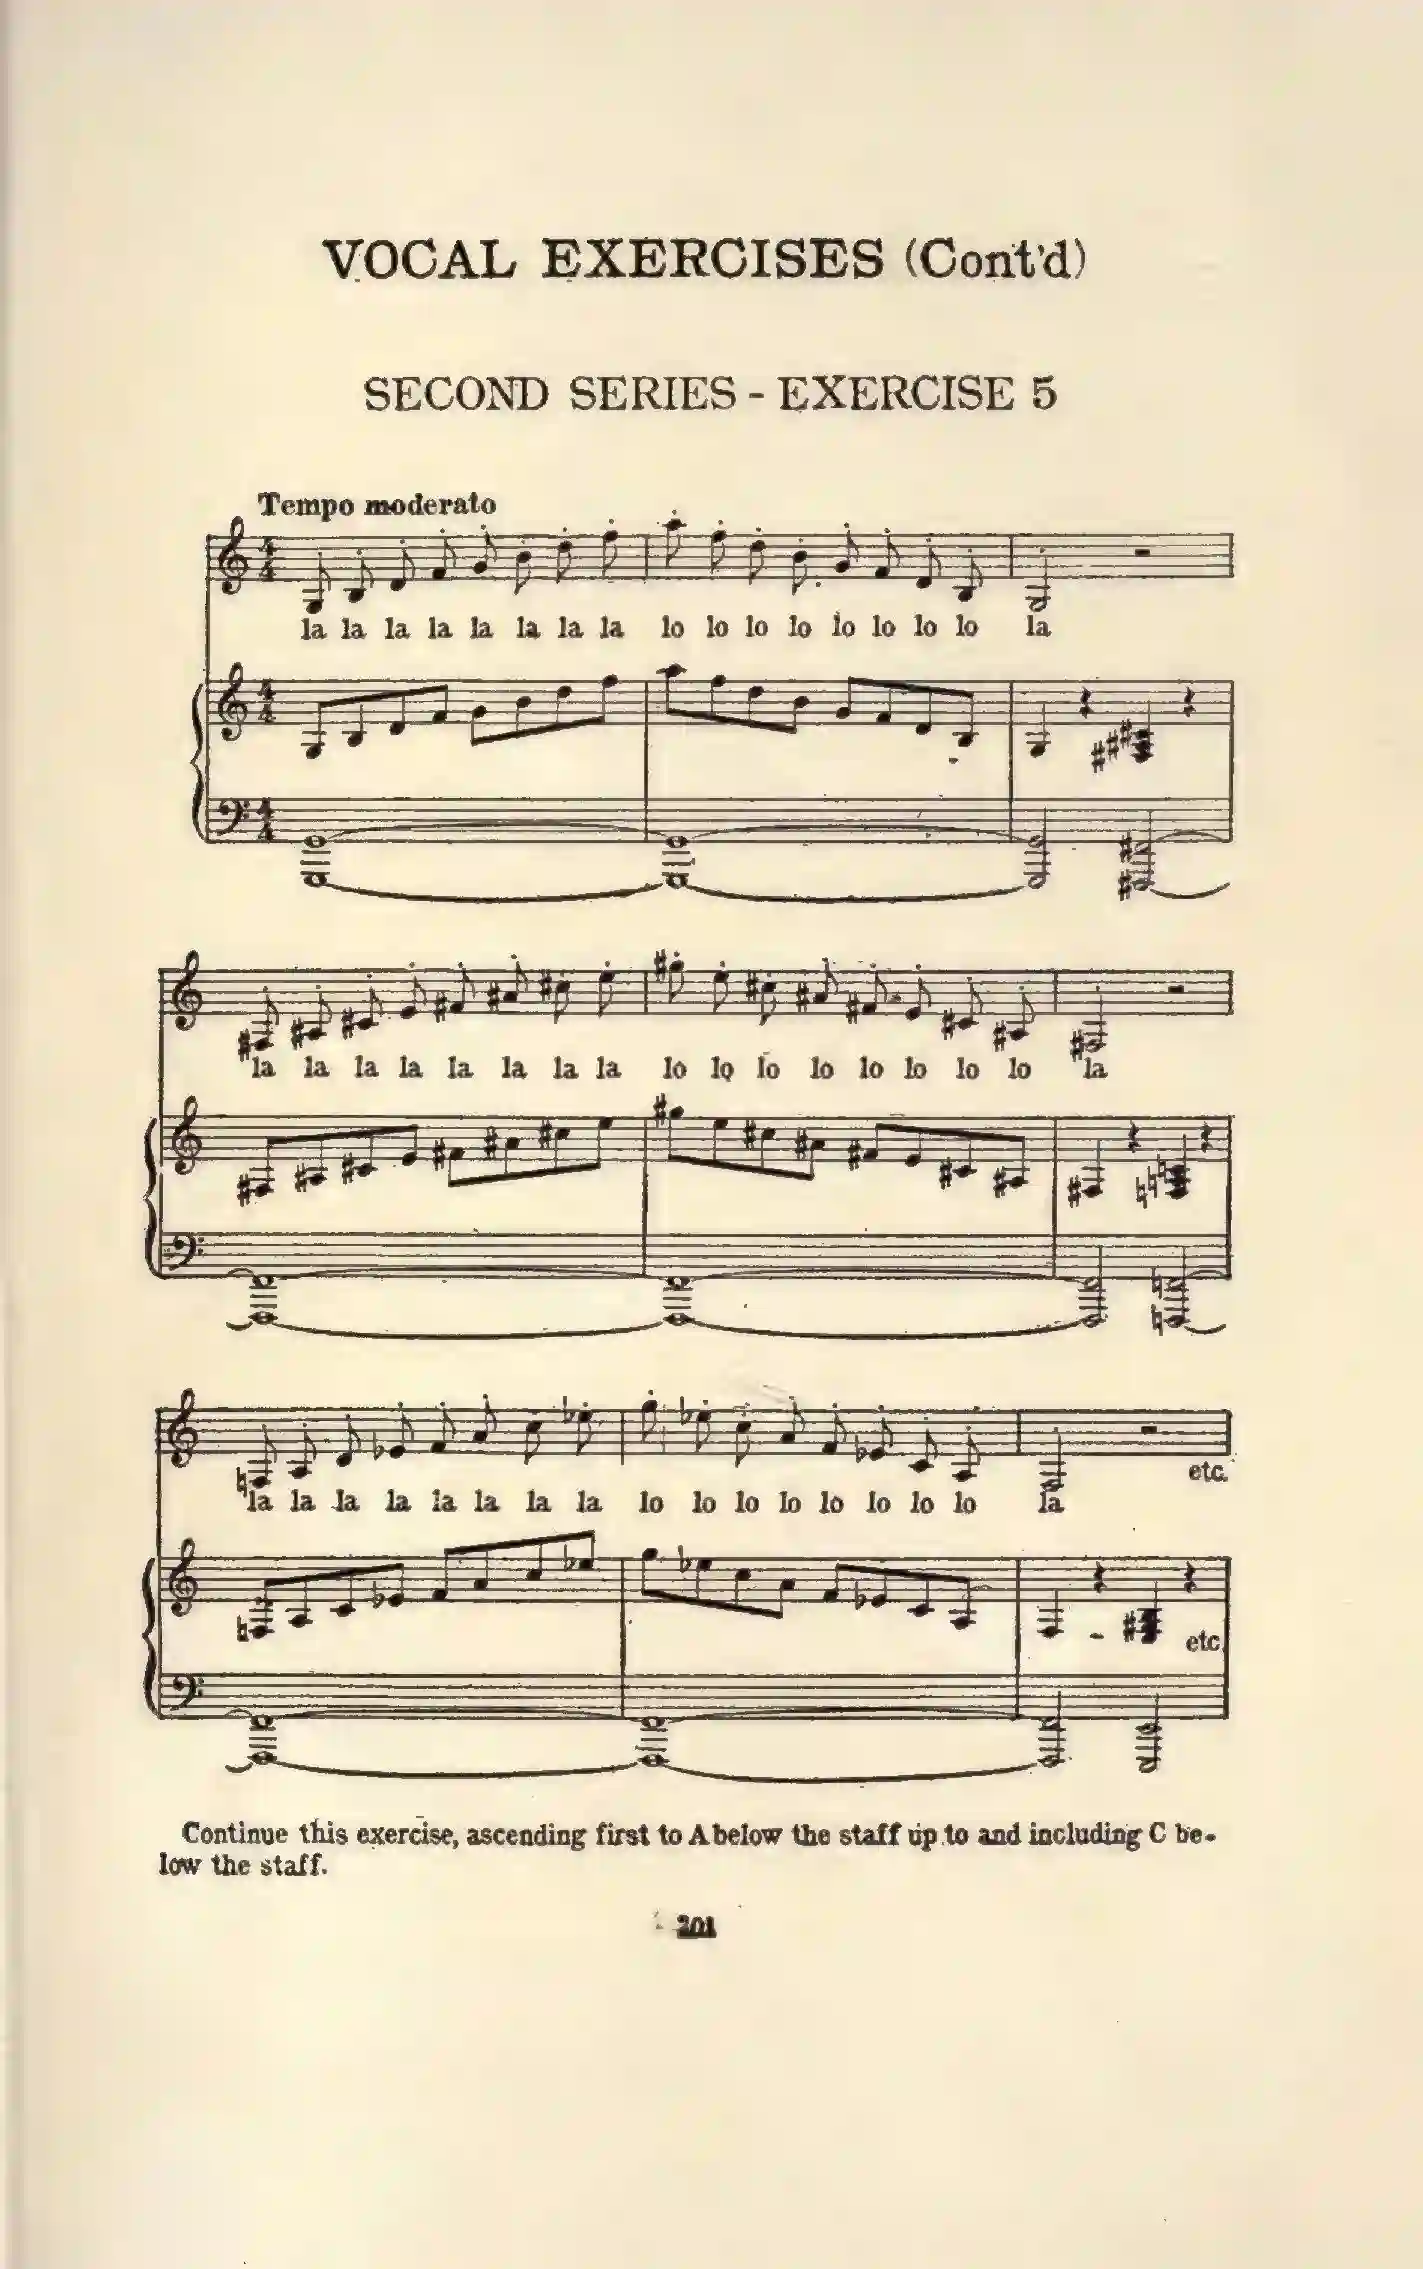 VOCAL EXERCISES (Cont'd)
SECOND SERIES - EXERCISE 5
Tempo moderato
la la la la la la la la lo lo lo lo lo lo lo lo la
la la la la la la la la lo lo lo lo lo lo lo lo la
etc.
la la la la la la la la lo lo lo lo lo lo lo lo la
etc.
Continue this exercise, ascending first to A below the staff up to and including C be-
low the staff.
201